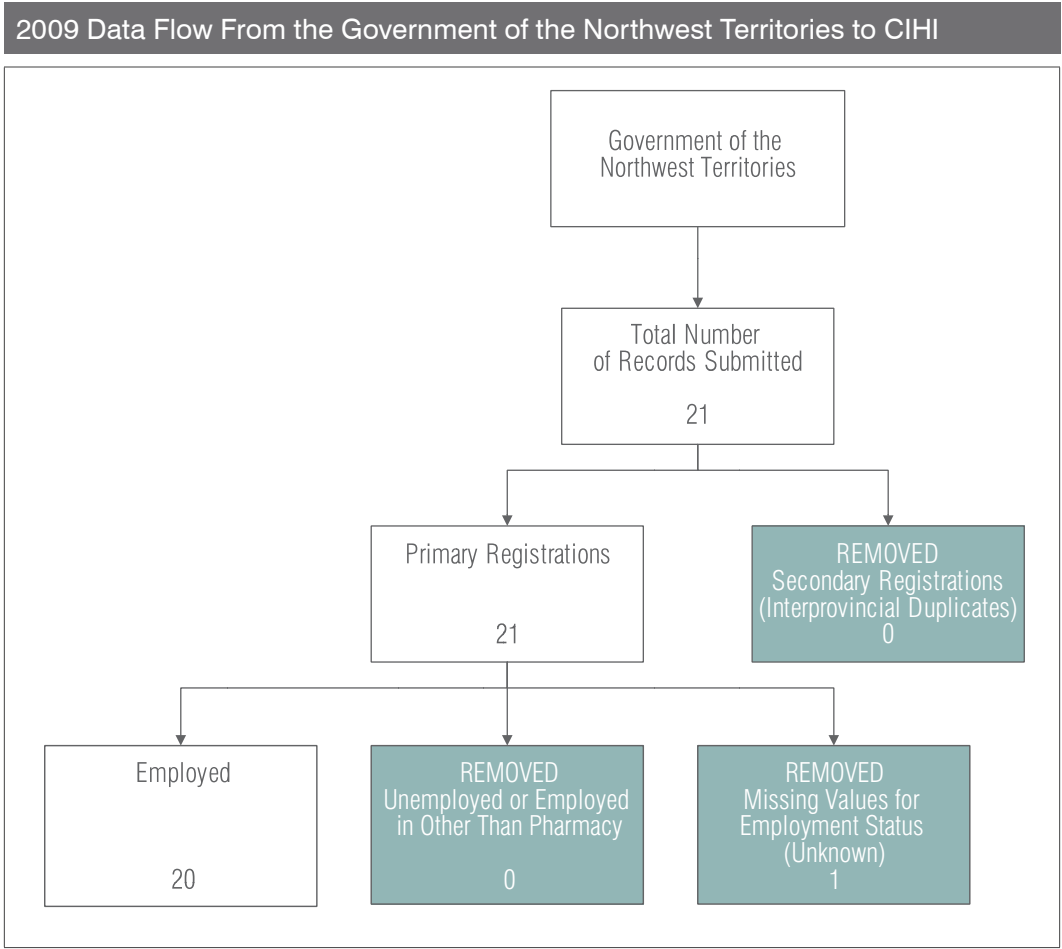 2009 Data Flow From the Government of the Northwest Territories to CIHI
Government of the
Northwest Territories
Total Number
of Records Submitted
21
Primary Registrations
21
REMOVED
Secondary Registrations
(Interprovincial Duplicates)
0
Employed
20
REMOVED
Unemployed or Employed
in Other Than Pharmacy
0
REMOVED
Missing Values for
Employment Status
(Unknown)
1